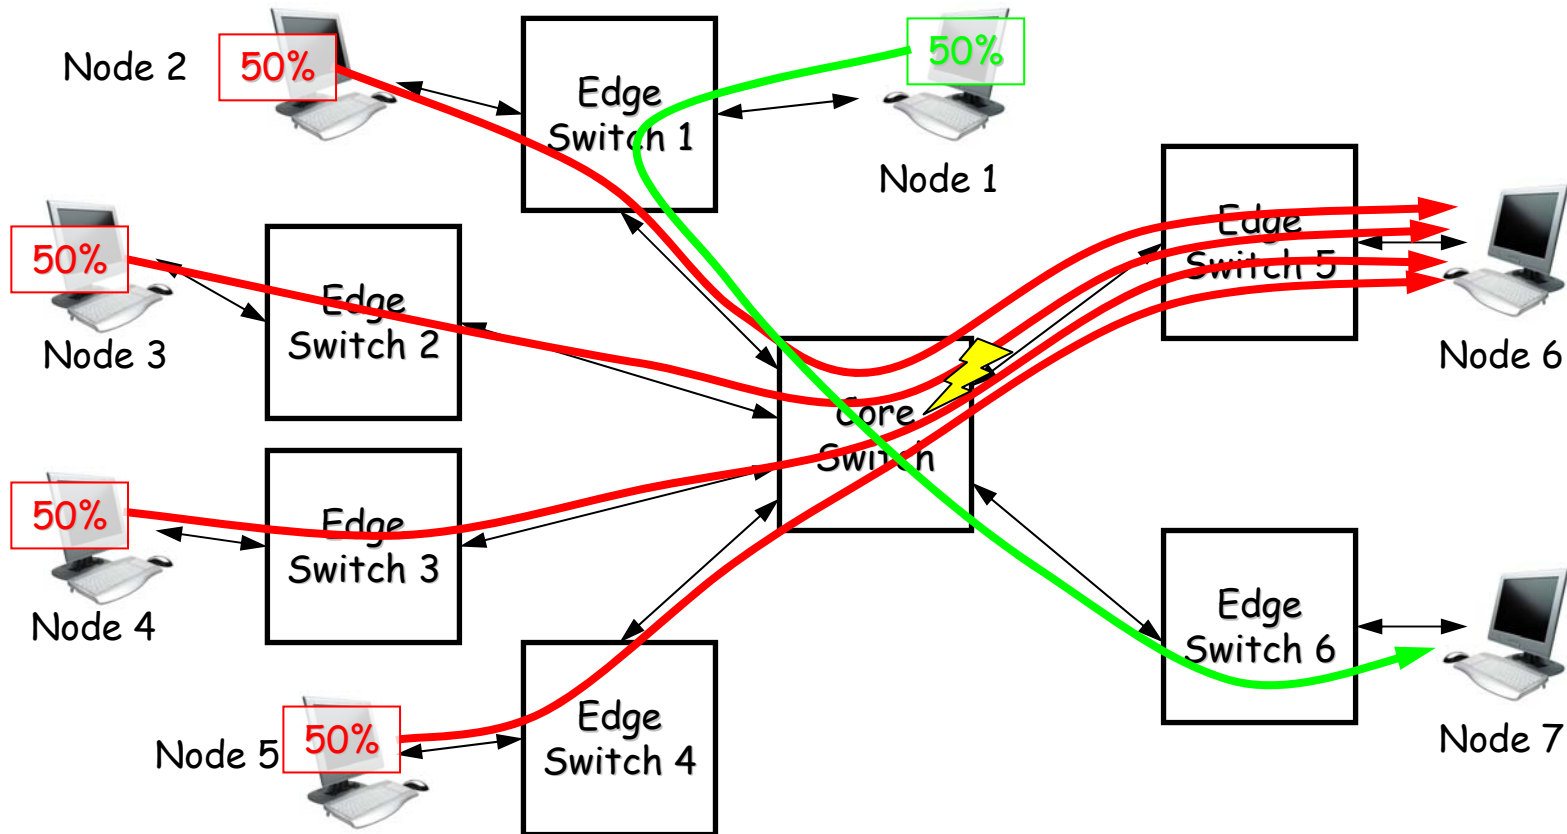 Node 2
50%
Edge
Switch 1
50%
Node 1
50%
Node 3
Edge
Switch 2
Edge
Switch 5
Node 6
Core
Switch
50%
Node 4
Edge
Switch 3
Edge
Switch 6
Node 7
Node 5
50%
Edge
Switch 4